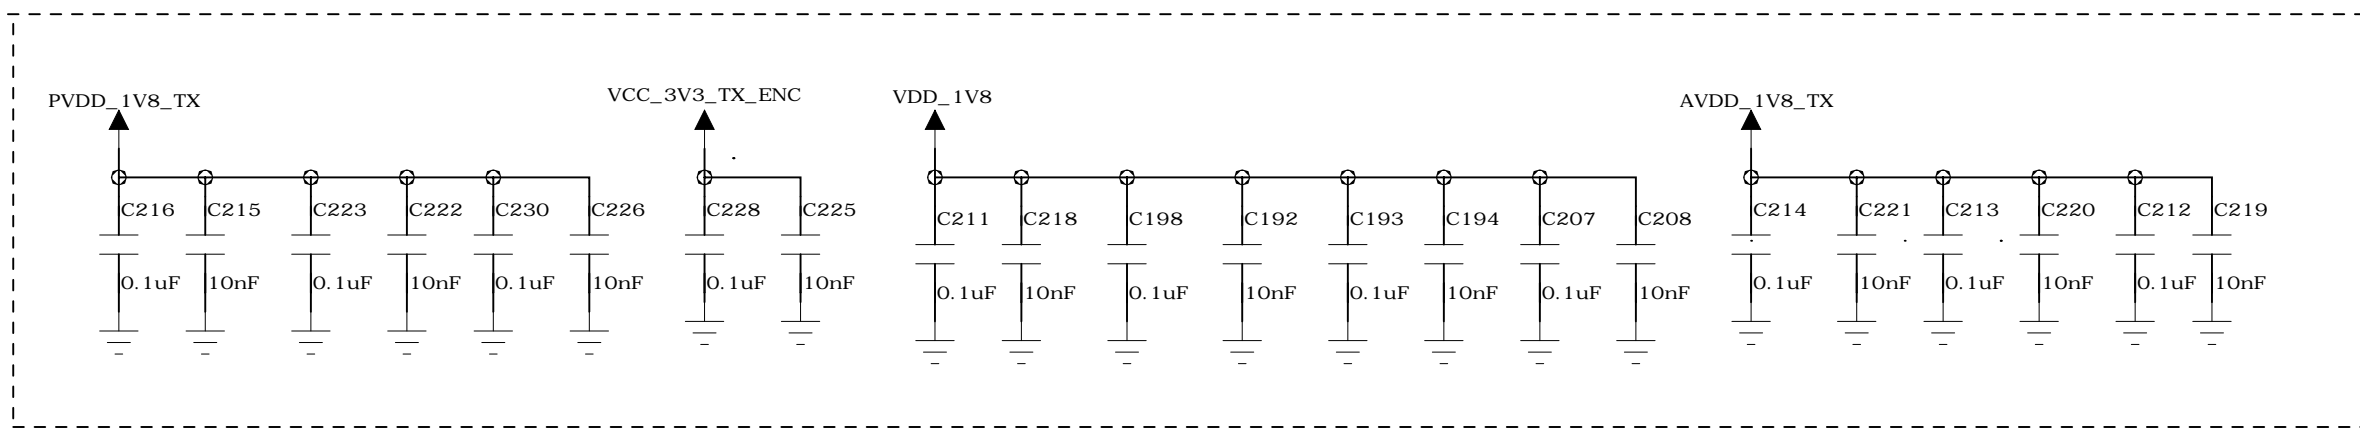 PVDD_1V8_TX
VCC_3V3_TX_ENC
VDD_1V8
AVDD_1V8_TX
C216
C215
C223
C222
C230
C226
C228
C225
C211
C218
C198
C192
C193
C194
C207
C208
C214
C221
C213
C220
C212
C219
0.1uF
10nF
0.1uF
10nF
0.1uF
10nF
0.1uF
10nF
0.1uF
10nF
0.1uF
10nF
0.1uF
10nF
0.1uF
10nF
0.1uF
10nF
0.1uF
10nF
0.1uF
10nF